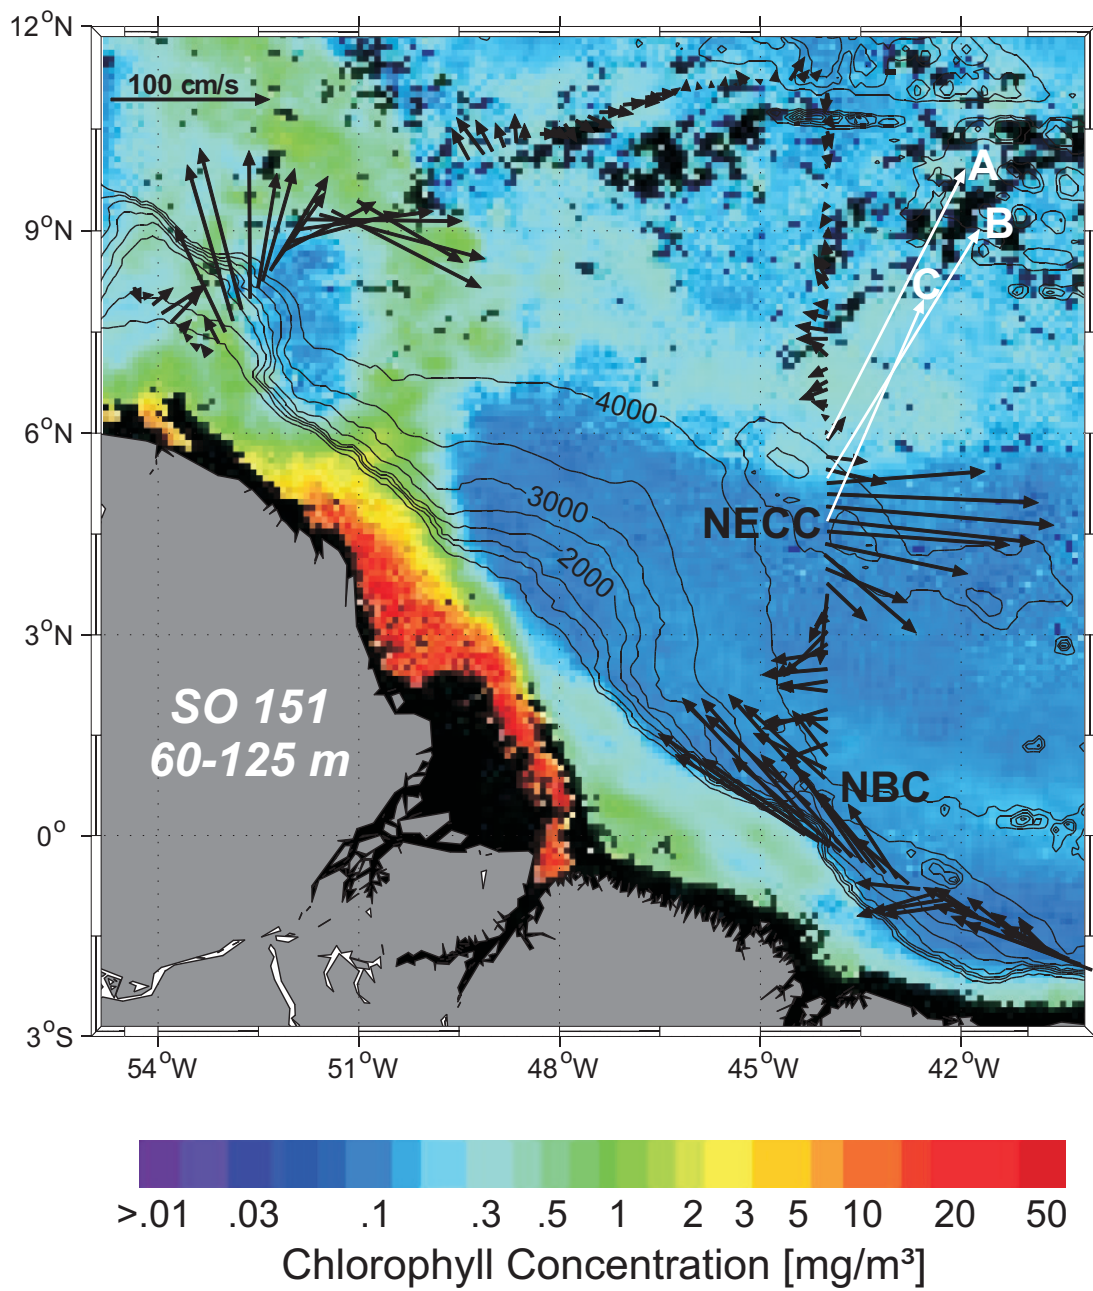 12°N
100 cm/s
A
9°N
B
C
4000
6°N
3000
NECC
2000
3°N
SO 151
60-125 m
NBC
0°
3°S
54°W
51°W
48°W
45°W
42°W
>.01
.03
.1
.3
.5
1
2
3
5
10
20
50
Chlorophyll Concentration [mg/m³]